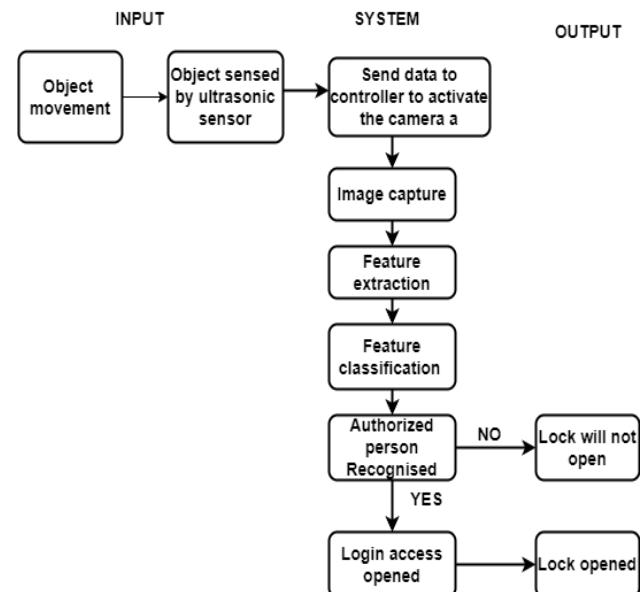 INPUT
SYSTEM
OUTPUT
Object
movement
Object sensed
by ultrasonic
sensor
Send data to
controller to activate
the camera a
Image capture
Feature
extraction
Feature
classification
Authorized
person
Recognised
NO
Lock will not
open
YES
Login access
opened
Lock opened